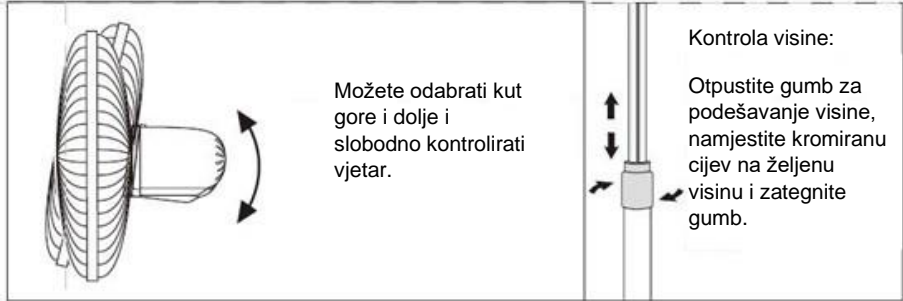 Možete odabrati kut
gore i dolje i
slobodno kontrolirati
vjetar.
Kontrola visine:
Otpustite gumb za
podešavanje visine,
namjestite kromiranu
cijev na željenu
visinu i zategnite
gumb.